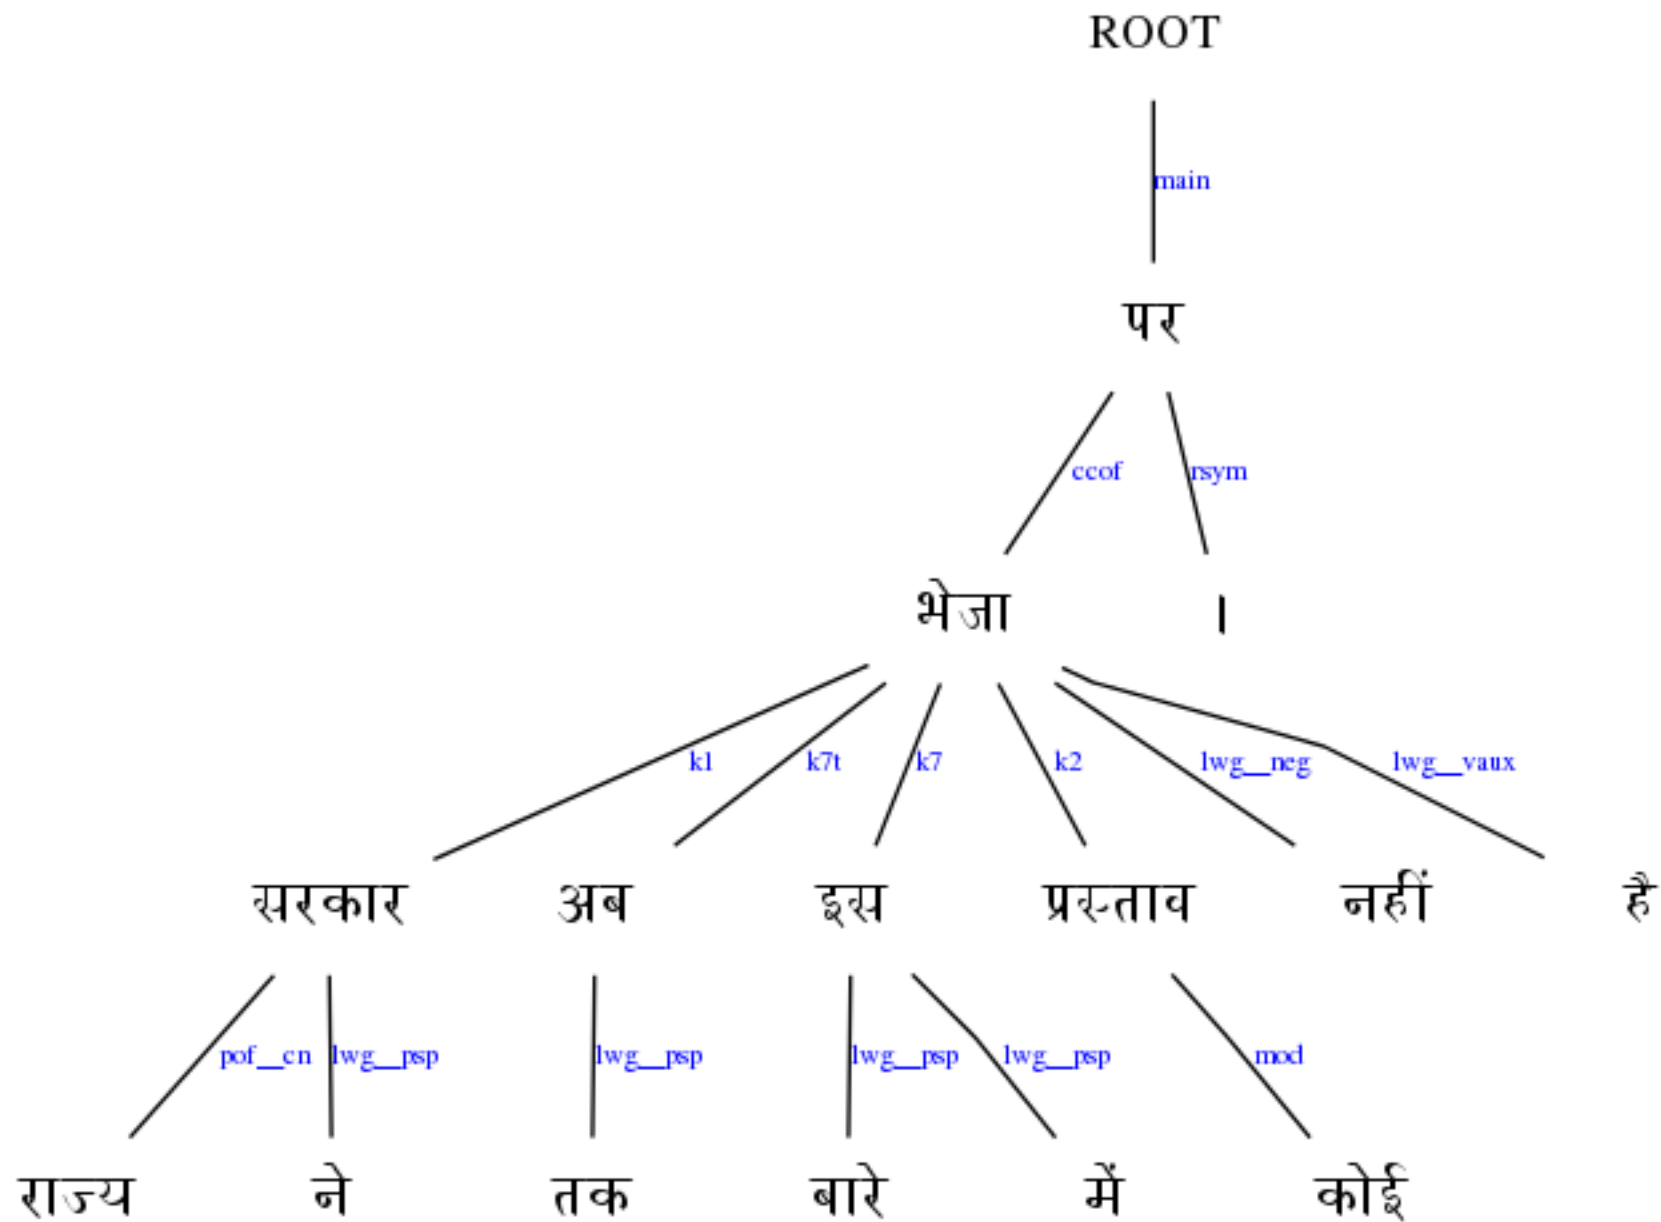 ROOT
main
पर
ccof rsym
भेजा ।
k1 k7t k7 k2 lwg__neg lwg__vaux
सरकार अब इस प्रस्ताव नहीं है
pof__cn lwg__psp lwg__psp lwg__psp lwg__psp mod
राज्य ने तक बारे में कोई